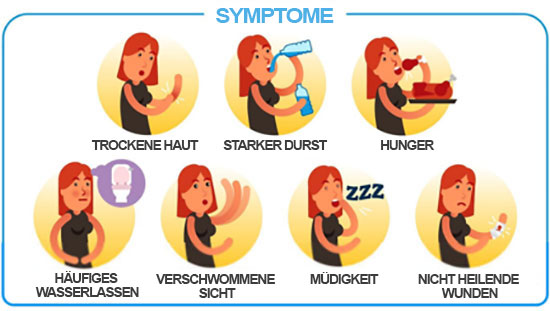 SYMPTOME
TROCKENE HAUT
STARKER DURST
HUNGER
ZZZ
HÄUFIGES
WASSERLASSEN
VERSCHWOMMENE
SICHT
MÜDIGKEIT
NICHT HEILENDE
WUNDEN